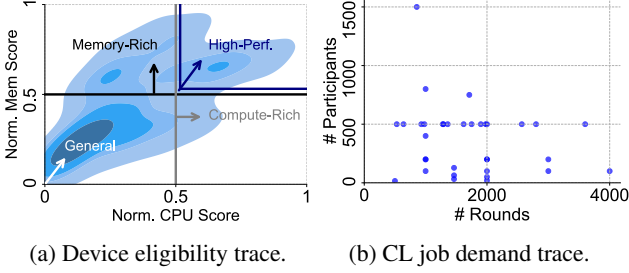 1
0.5
0
0
0.5
1
Norm. Mem Score
Norm. CPU Score
Memory-Rich
High-Perf.
Compute-Rich
General
1500
1000
500
0
0
2000
4000
# Participants
# Rounds
(a) Device eligibility trace.
(b) CL job demand trace.